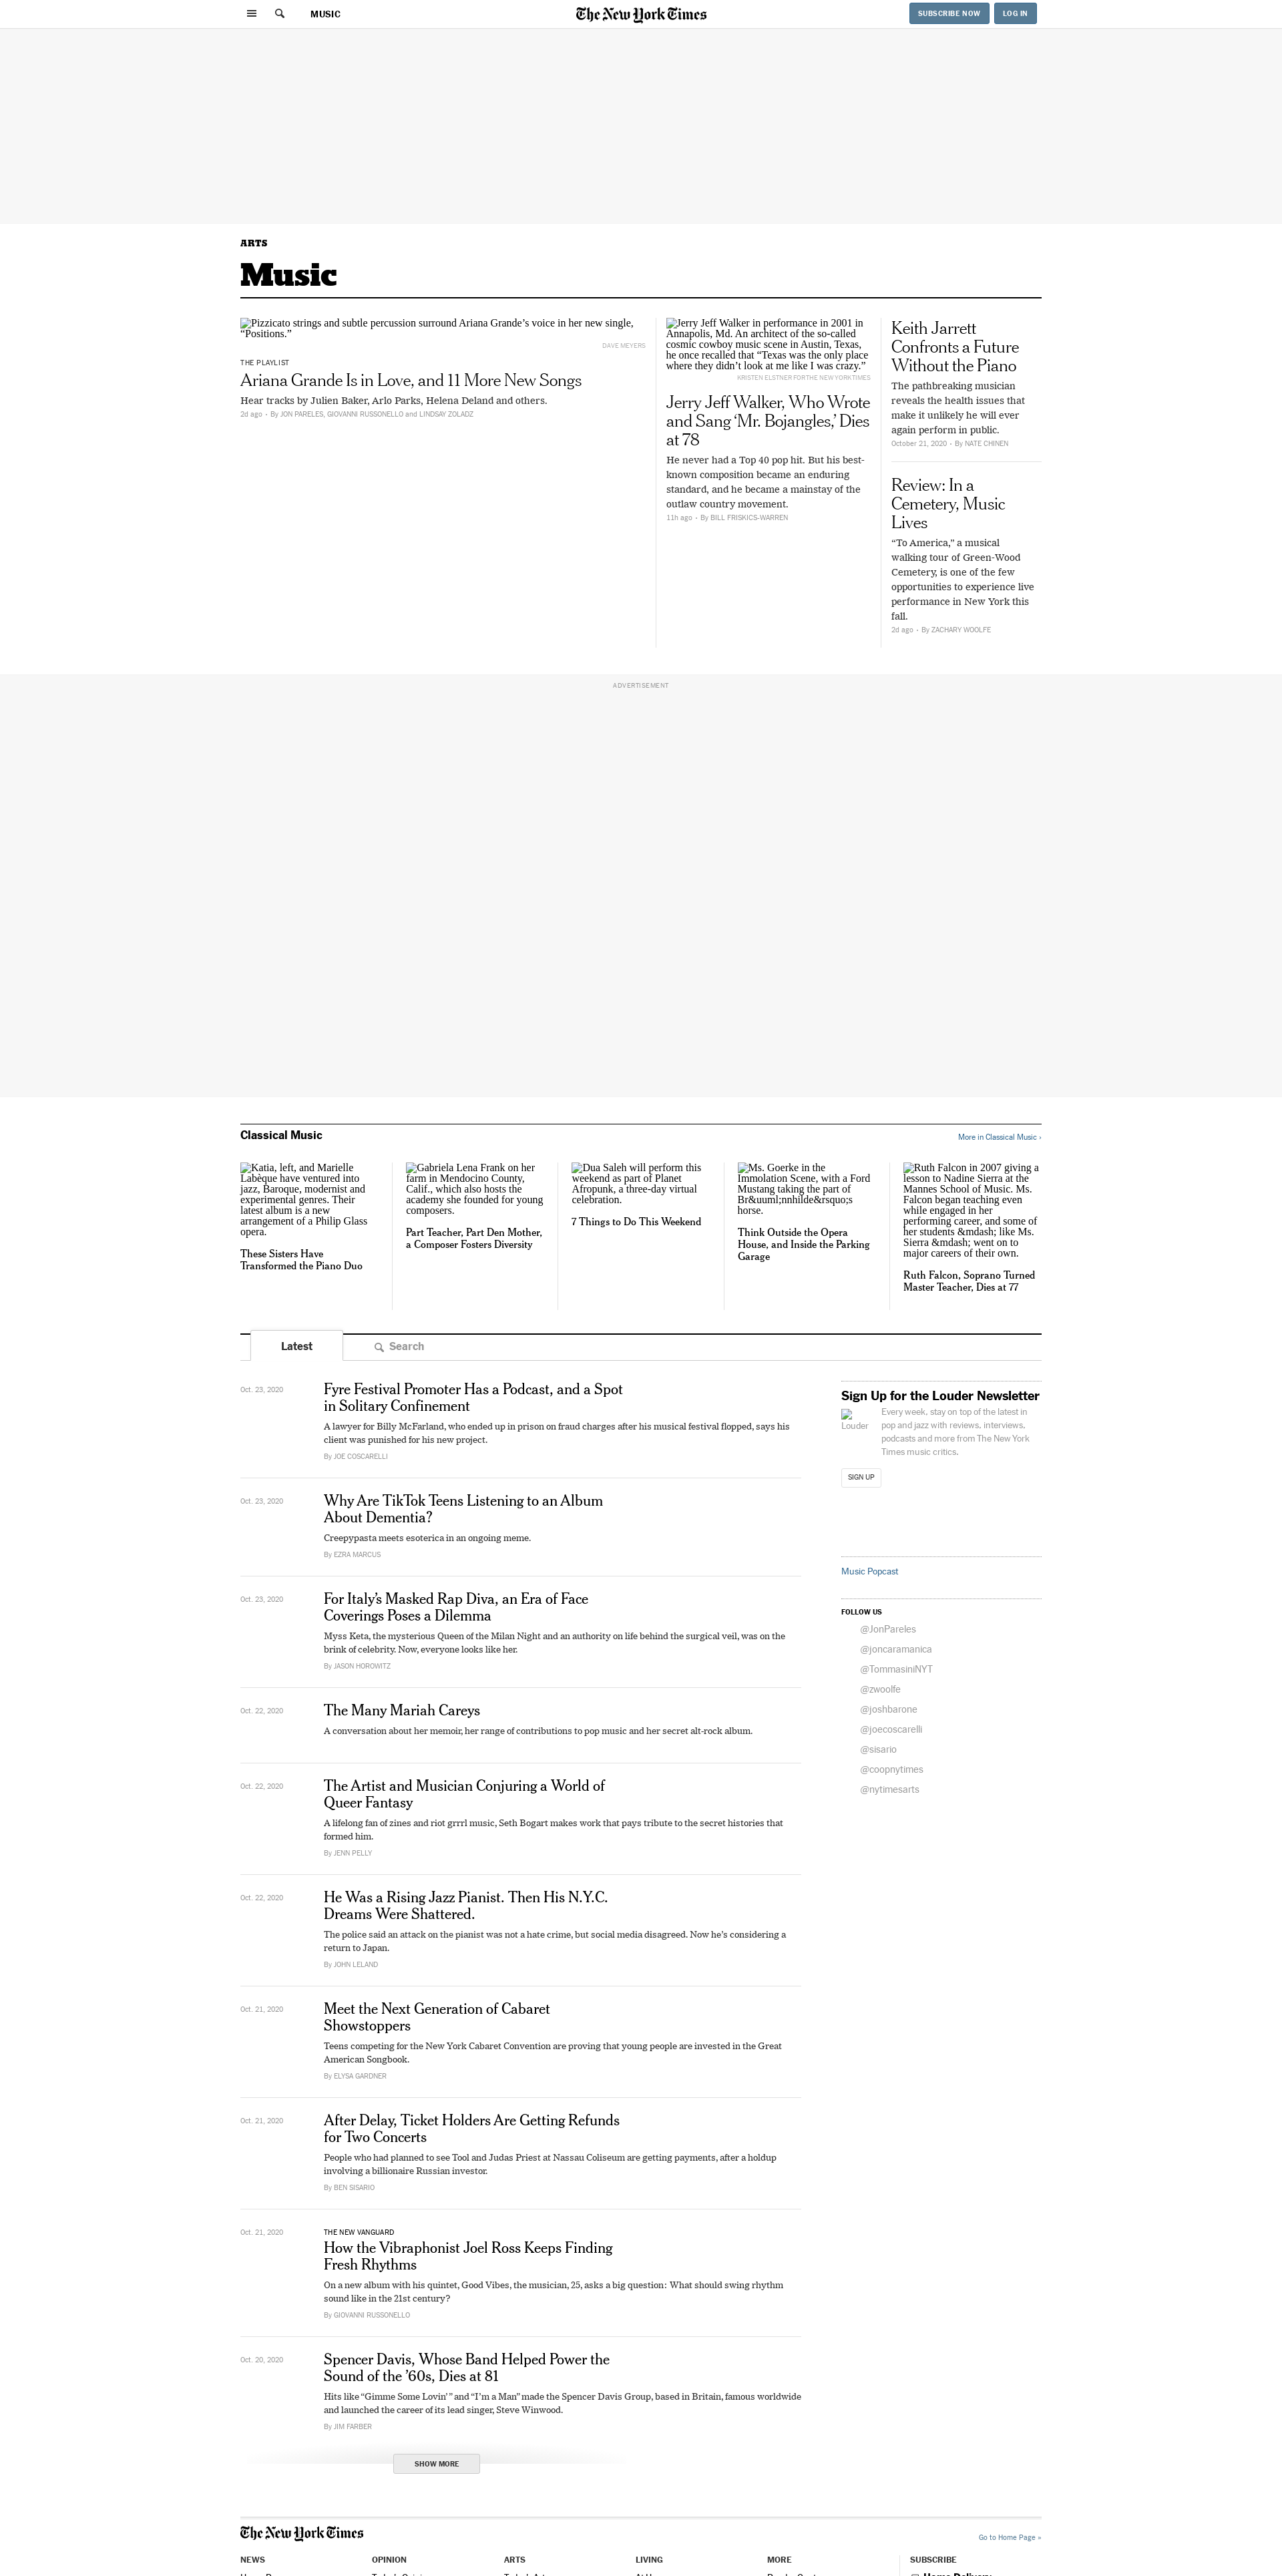 MUSIC
The New York Times
SUBSCRIBE NOW
LOG IN
ARTS
Music
Pizzicato strings and subtle percussion surround Ariana Grande’s voice in her new single,
“Positions.”
DAVE MEYERS
THE PLAYLIST
Ariana Grande Is in Love, and 11 More New Songs
Hear tracks by Julien Baker, Arlo Parks, Helena Deland and others.
2d ago • By JON PARELES, GIOVANNI RUSSONELLO and LINDSAY ZOLADZ
Jerry Jeff Walker in performance in 2001 in
Annapolis, Md. An architect of the so-called
cosmic cowboy music scene in Austin, Texas,
he once recalled that “Texas was the only place
where they didn’t look at me like I was crazy.”
KRISTEN ELSTNER FOR THE NEW YORK TIMES
Jerry Jeff Walker, Who Wrote
and Sang ‘Mr. Bojangles,’ Dies
at 78
He never had a Top 40 pop hit. But his best-
known composition became an enduring
standard, and he became a mainstay of the
outlaw country movement.
11h ago • By BILL FRISKICS-WARREN
Keith Jarrett
Confronts a Future
Without the Piano
The pathbreaking musician
reveals the health issues that
make it unlikely he will ever
again perform in public.
October 21, 2020 • By NATE CHINEN
Review: In a
Cemetery, Music
Lives
“To America,” a musical
walking tour of Green-Wood
Cemetery, is one of the few
opportunities to experience live
performance in New York this
fall.
2d ago • By ZACHARY WOOLFE
ADVERTISEMENT
Classical Music
More in Classical Music ›
Katia, left, and Marielle
Labèque have ventured into
jazz, Baroque, modernist and
experimental genres. Their
latest album is a new
arrangement of a Philip Glass
opera.
These Sisters Have
Transformed the Piano Duo
Gabriela Lena Frank on her
farm in Mendocino County,
Calif., which also hosts the
academy she founded for young
composers.
Part Teacher, Part Den Mother,
a Composer Fosters Diversity
Dua Saleh will perform this
weekend as part of Planet
Afropunk, a three-day virtual
celebration.
7 Things to Do This Weekend
Ms. Goerke in the
Immolation Scene, with a Ford
Mustang taking the part of
Br&uuml;nnhilde&rsquo;s
horse.
Think Outside the Opera
House, and Inside the Parking
Garage
Ruth Falcon in 2007 giving a
lesson to Nadine Sierra at the
Mannes School of Music. Ms.
Falcon began teaching even
while engaged in her
performing career, and some of
her students &mdash; like Ms.
Sierra &mdash; went on to
major careers of their own.
Ruth Falcon, Soprano Turned
Master Teacher, Dies at 77
Latest
Search
Oct. 23, 2020
Fyre Festival Promoter Has a Podcast, and a Spot
in Solitary Confinement
A lawyer for Billy McFarland, who ended up in prison on fraud charges after his musical festival flopped, says his
client was punished for his new project.
By JOE COSCARELLI
Oct. 23, 2020
Why Are TikTok Teens Listening to an Album
About Dementia?
Creepypasta meets esoterica in an ongoing meme.
By EZRA MARCUS
Oct. 23, 2020
For Italy’s Masked Rap Diva, an Era of Face
Coverings Poses a Dilemma
Myss Keta, the mysterious Queen of the Milan Night and an authority on life behind the surgical veil, was on the
brink of celebrity. Now, everyone looks like her.
By JASON HOROWITZ
Oct. 22, 2020
The Many Mariah Careys
A conversation about her memoir, her range of contributions to pop music and her secret alt-rock album.
Oct. 22, 2020
The Artist and Musician Conjuring a World of
Queer Fantasy
A lifelong fan of zines and riot grrrl music, Seth Bogart makes work that pays tribute to the secret histories that
formed him.
By JENN PELLY
Oct. 22, 2020
He Was a Rising Jazz Pianist. Then His N.Y.C.
Dreams Were Shattered.
The police said an attack on the pianist was not a hate crime, but social media disagreed. Now he’s considering a
return to Japan.
By JOHN LELAND
Oct. 21, 2020
Meet the Next Generation of Cabaret
Showstoppers
Teens competing for the New York Cabaret Convention are proving that young people are invested in the Great
American Songbook.
By ELYSA GARDNER
Oct. 21, 2020
After Delay, Ticket Holders Are Getting Refunds
for Two Concerts
People who had planned to see Tool and Judas Priest at Nassau Coliseum are getting payments, after a holdup
involving a billionaire Russian investor.
By BEN SISARIO
Oct. 21, 2020
THE NEW VANGUARD
How the Vibraphonist Joel Ross Keeps Finding
Fresh Rhythms
On a new album with his quintet, Good Vibes, the musician, 25, asks a big question: What should swing rhythm
sound like in the 21st century?
By GIOVANNI RUSSONELLO
Oct. 20, 2020
Spencer Davis, Whose Band Helped Power the
Sound of the ’60s, Dies at 81
Hits like “Gimme Some Lovin’ ” and “I’m a Man” made the Spencer Davis Group, based in Britain, famous worldwide
and launched the career of its lead singer, Steve Winwood.
By JIM FARBER
SHOW MORE
Sign Up for the Louder Newsletter
Louder
Every week, stay on top of the latest in
pop and jazz with reviews, interviews,
podcasts and more from The New York
Times music critics.
SIGN UP
Music Popcast
FOLLOW US
@JonPareles
@joncaramanica
@TommasiniNYT
@zwoolfe
@joshbarone
@joecoscarelli
@sisario
@coopnytimes
@nytimesarts
The New York Times
Go to Home Page »
NEWS
OPINION
ARTS
LIVING
MORE
SUBSCRIBE